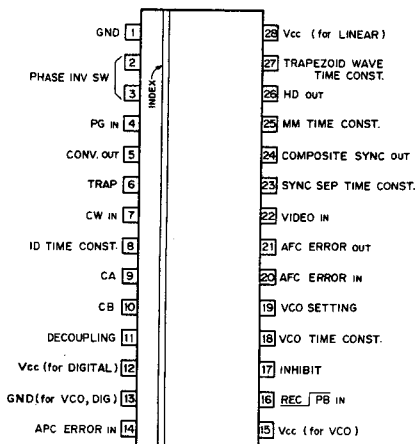 GND 1
PHASE INV SW
2
3
PG IN 4
CONV. OUT 5
TRAP 6
CW IN 7
ID TIME CONST. 8
CA 9
CB 10
DECOUPLING 11
Vcc (for DIGITAL) 12
GND (for VCO, DIG) 13
APC ERROR IN 14
INDEX
28 Vcc (for LINEAR)
27 TRAPEZOID WAVE
TIME CONST.
26 HD OUT
25 MM TIME CONST.
24 COMPOSITE SYNC OUT
23 SYNC SEP TIME CONST.
22 VIDEO IN
21 AFC ERROR OUT
20 AFC ERROR IN
19 VCO SETTING
18 VCO TIME CONST.
17 INHIBIT
16 REC/PB IN
15 Vcc (for VCO)